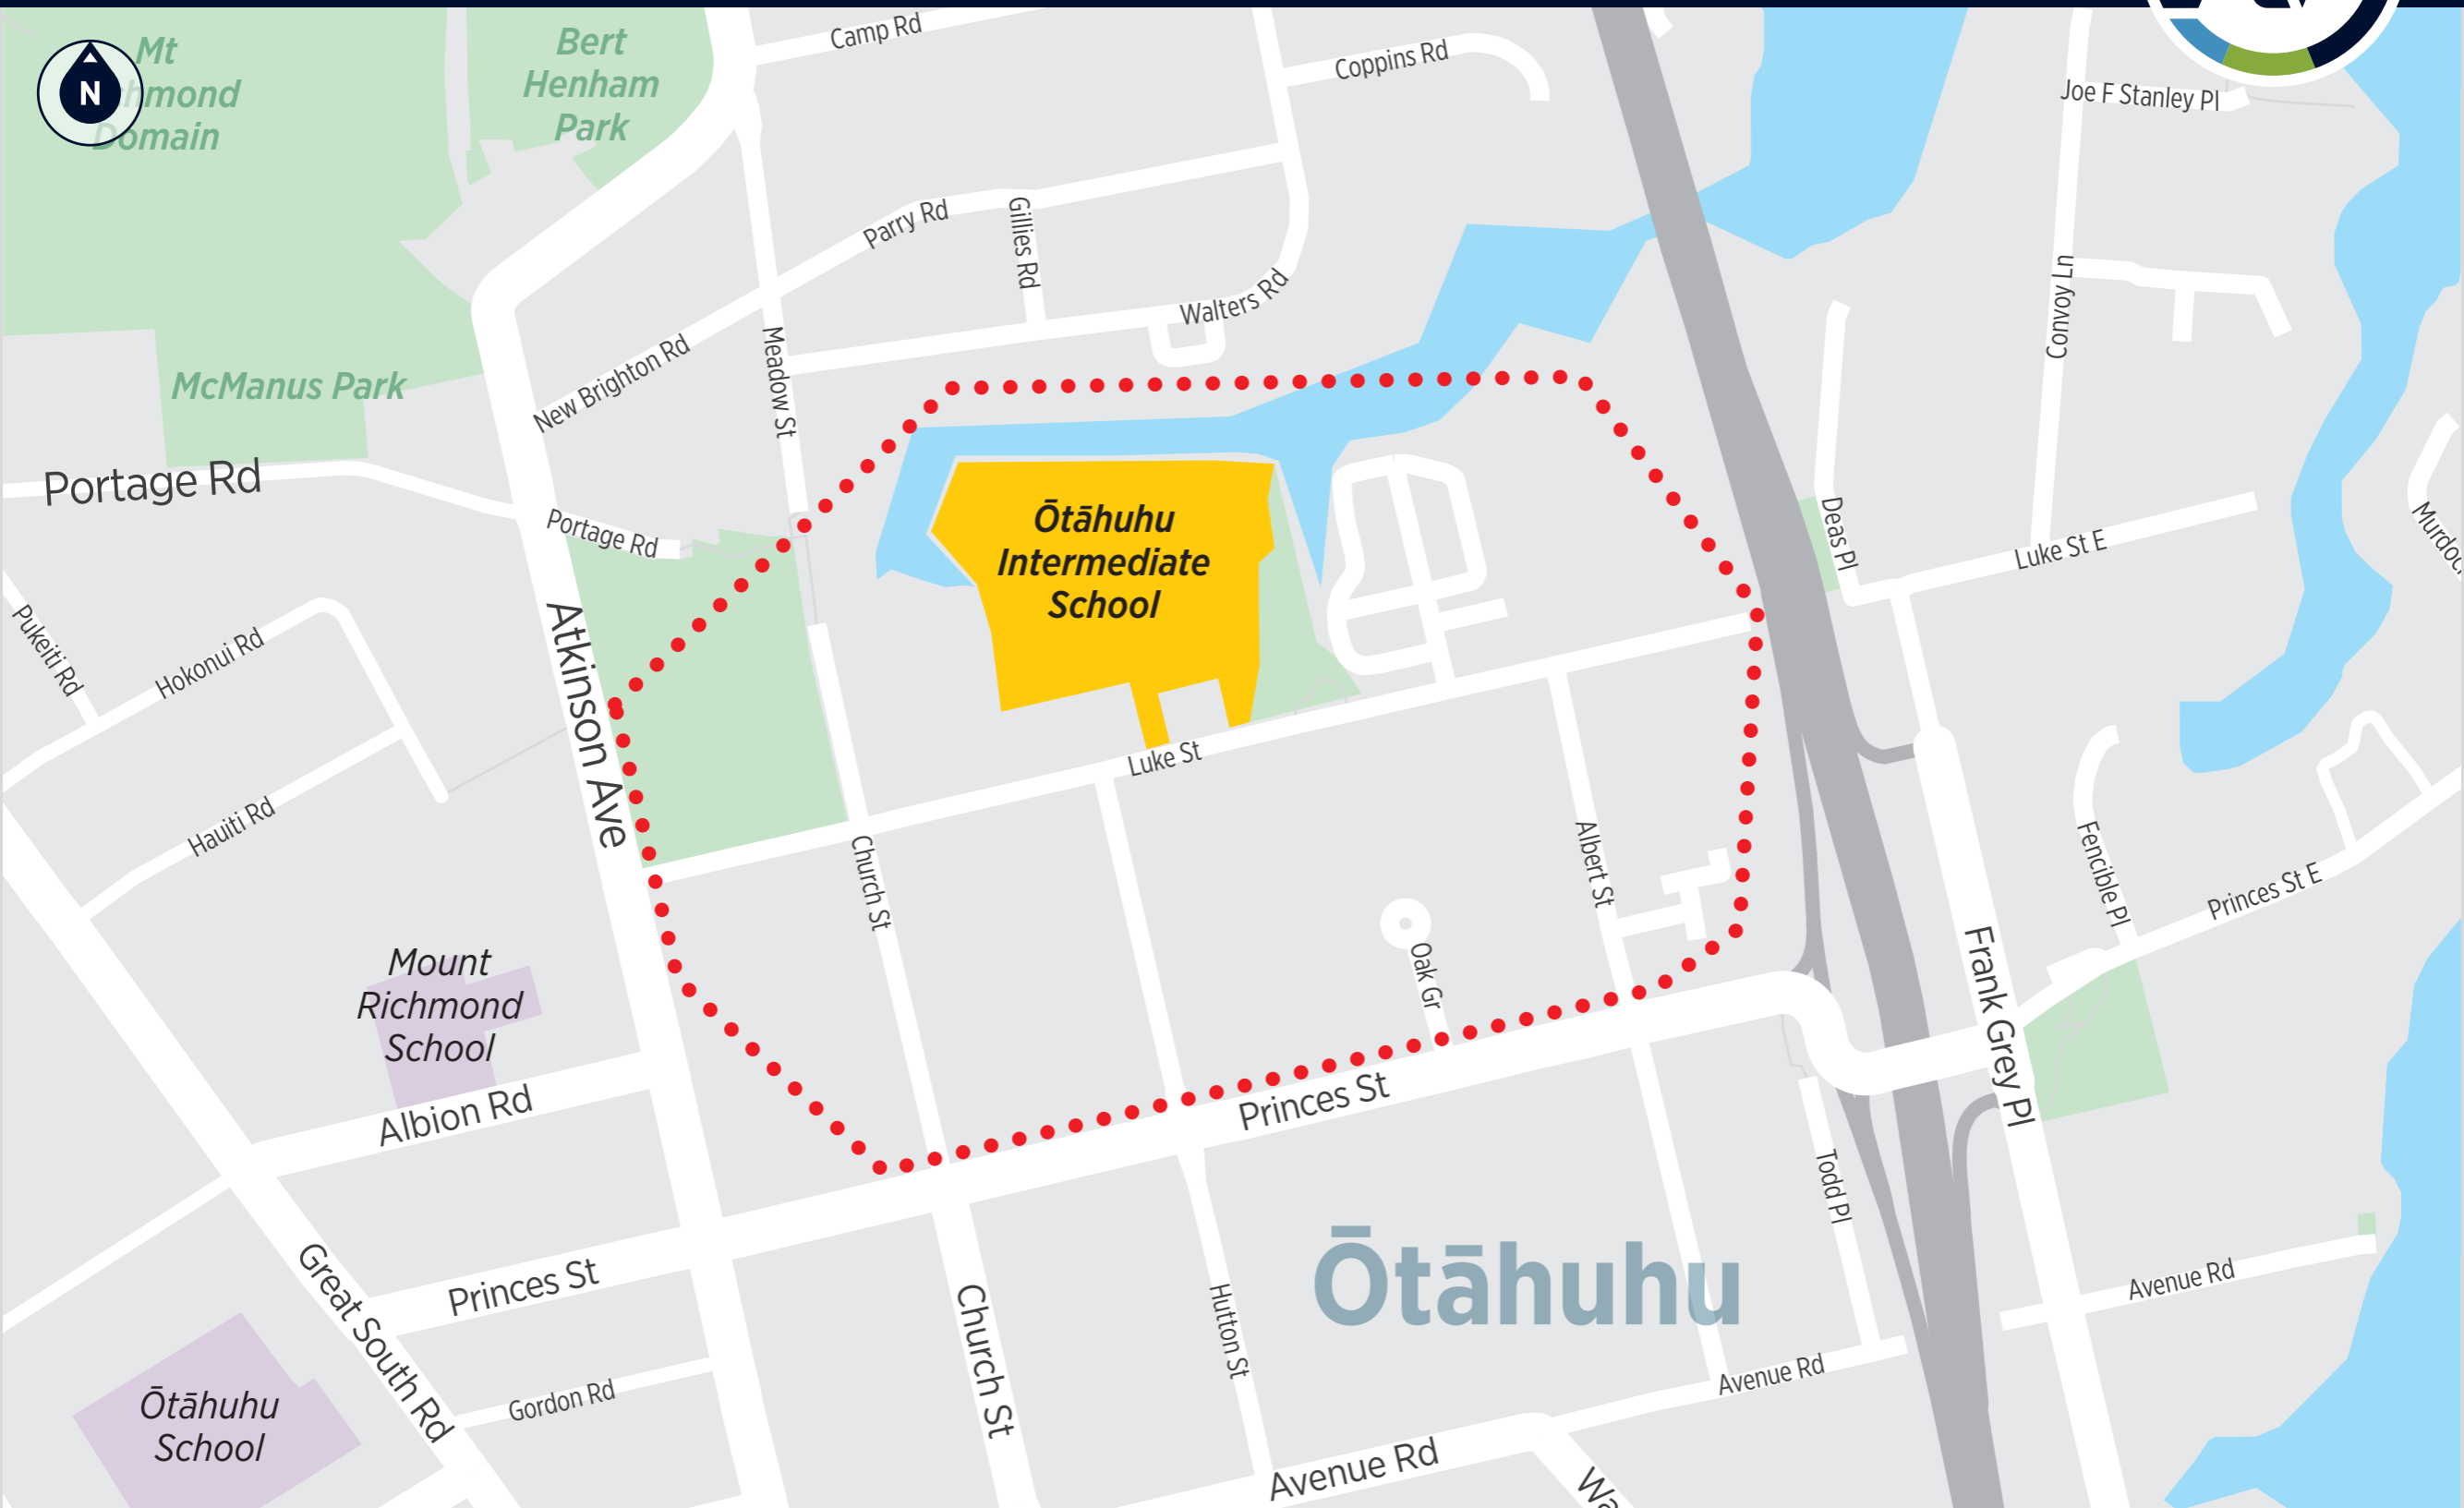 Mt
Domain
N
Bert
Henham
Park
Camp Rd
Coppins Rd
Joe F Stanley Pl
Parry Rd
Gillies Rd
Walters Rd
Convoy Ln
McManus Park
New Brighton Rd
Meadow St
Portage Rd
Portage Rd
Ōtāhuhu
Intermediate
School
Deas Pl
Luke St E
Pukeiti Rd
Hokonui Rd
Atkinson Ave
Luke St
Hauiti Rd
Church St
Albert St
Fencible Pl
Princes St E
Mount
Richmond
School
Oak Gr
Frank Grey Pl
Albion Rd
Princes St
Todd Pl
Great South Rd
Princes St
Ōtāhuhu
Church St
Hutton St
Avenue Rd
Avenue Rd
Gordon Rd
Ōtāhuhu
School
Avenue Rd